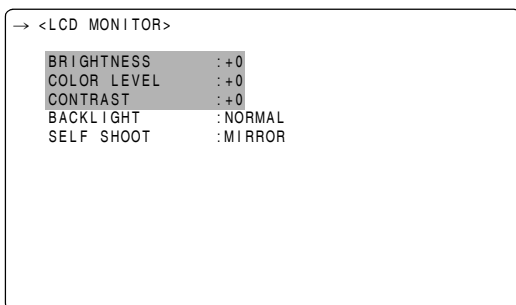 → <LCD MONITOR>
BRIGHTNESS :+0
COLOR LEVEL :+0
CONTRAST :+0
BACKLIGHT :NORMAL
SELF SHOOT :MIRROR